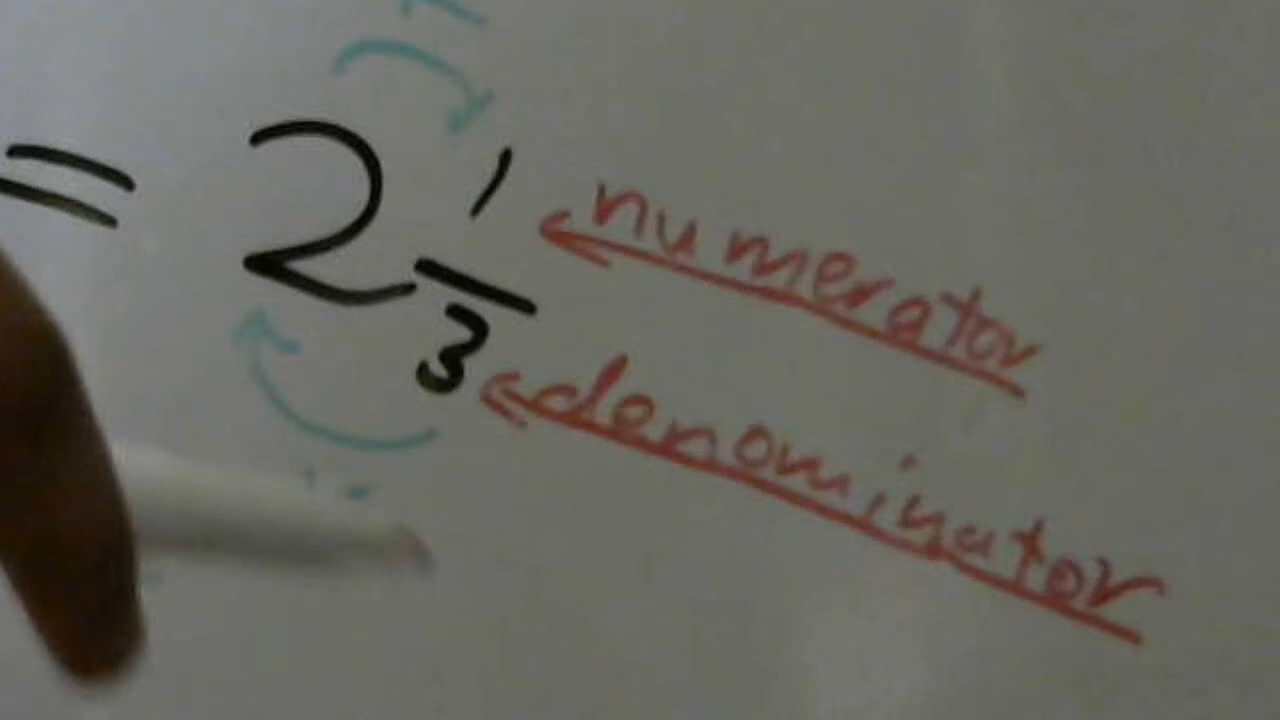 = 2 1/3
numerator
denominator